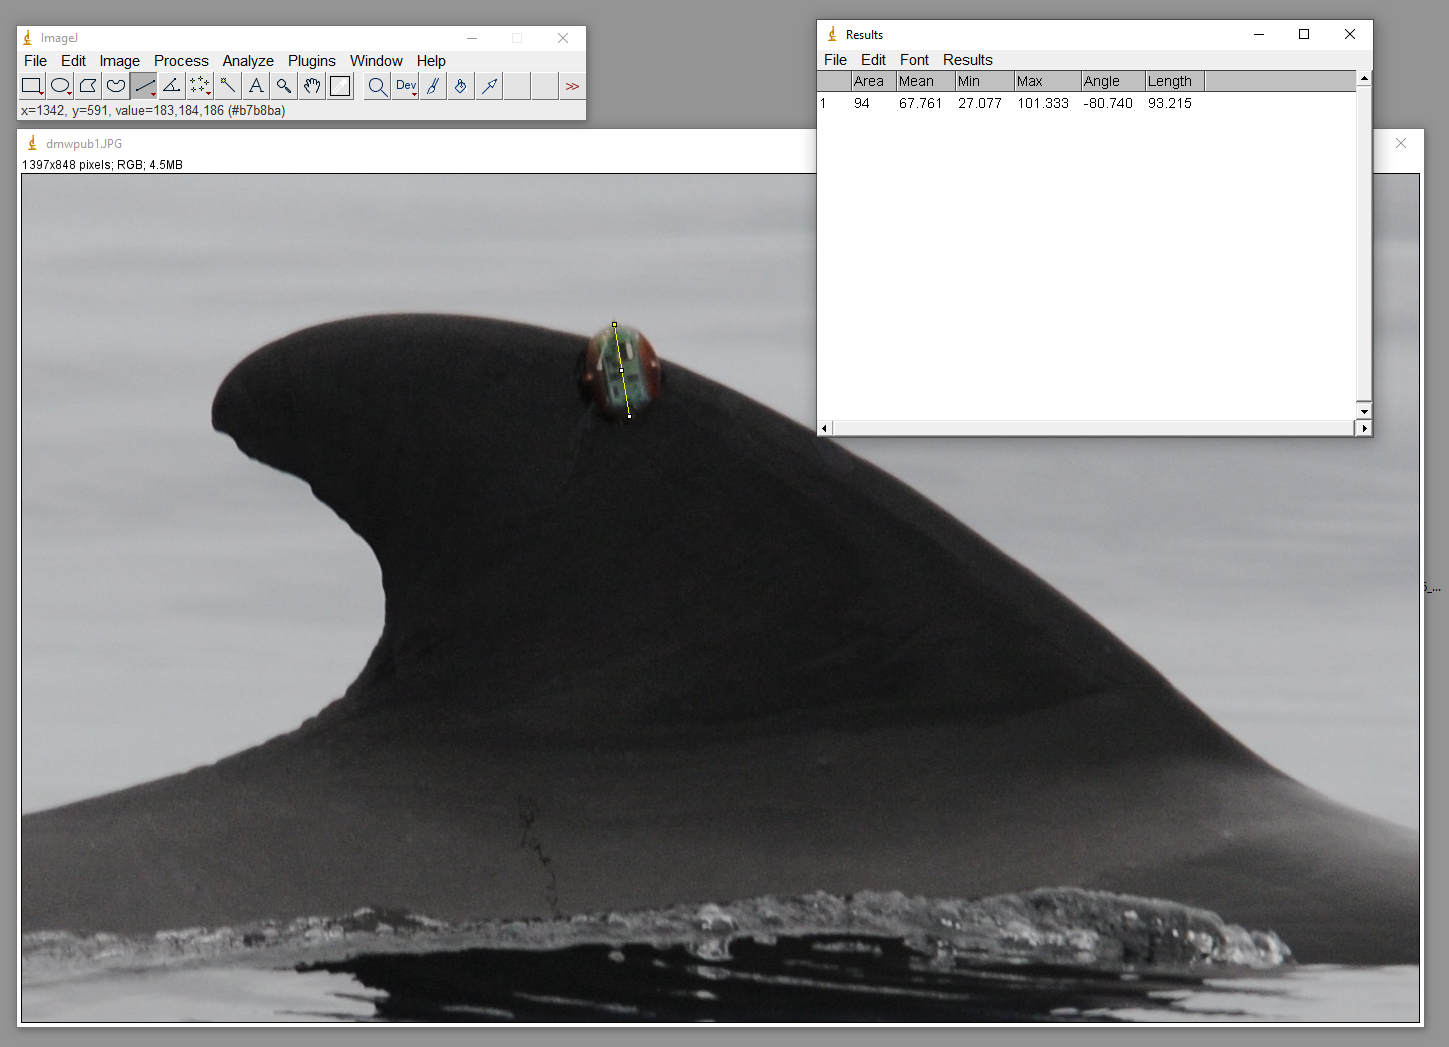 ImageJ
File Edit Image Process Analyze Plugins Window Help
A Dev >>
x=1342, y=591, value=183,184,186 (#b7b8ba)
dmwpub1.JPG
1397x848 pixels; RGB; 4.5MB
Results
File Edit Font Results
Area Mean Min Max Angle Length
1 94 67.761 27.077 101.333 -80.740 93.215